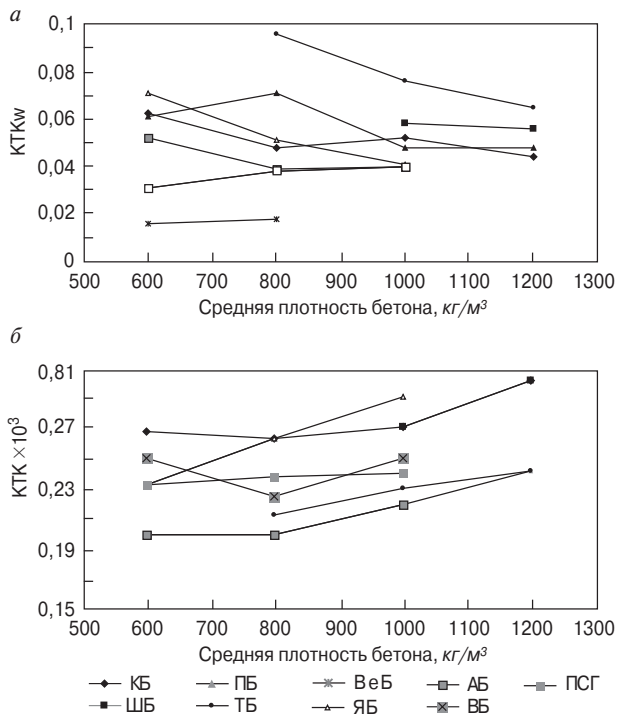 а
0,1
0,08
0,06
0,04
0,02
0
КТКw
500 600 700 800 900 1000 1100 1200 1300
Средняя плотность бетона, кг/м³
б
0,81
0,27
0,23
0,19
0,15
КТК ×10³
500 600 700 800 900 1000 1100 1200 1300
Средняя плотность бетона, кг/м³
КБ ПБ ВеБ АБ ПСГ
ШБ ТБ ЯБ ВБ